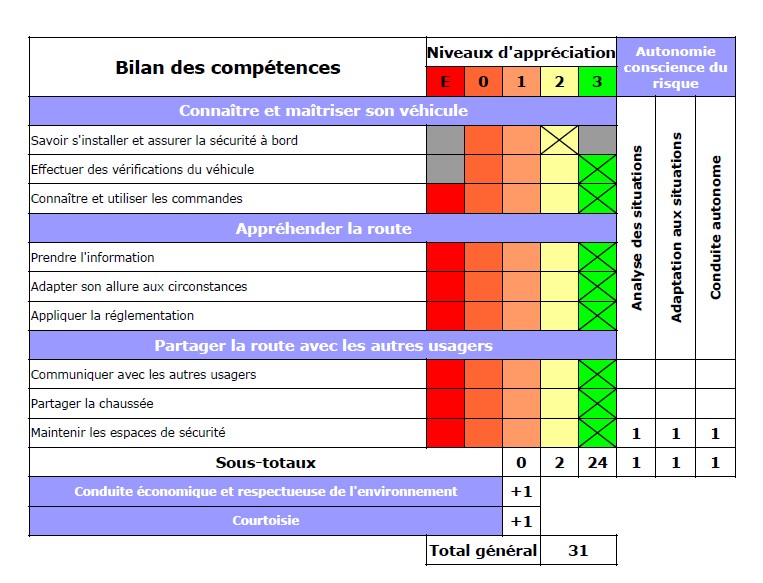 Bilan des compétences
Niveaux d'appréciation
E 0 1 2 3
Autonomie
conscience du
risque
Connaître et maîtriser son véhicule
Analyse des situations
Adaptation aux situations
Conduite autonome
Savoir s'installer et assurer la sécurité à bord
Effectuer des vérifications du véhicule
Connaître et utiliser les commandes
Appréhender la route
Prendre l'information
Adapter son allure aux circonstances
Appliquer la réglementation
Partager la route avec les autres usagers
Communiquer avec les autres usagers
Partager la chaussée
Maintenir les espaces de sécurité 1 1 1
Sous-totaux 0 2 24 1 1 1
Conduite économique et respectueuse de l'environnement +1
Courtoisie +1
Total général 31